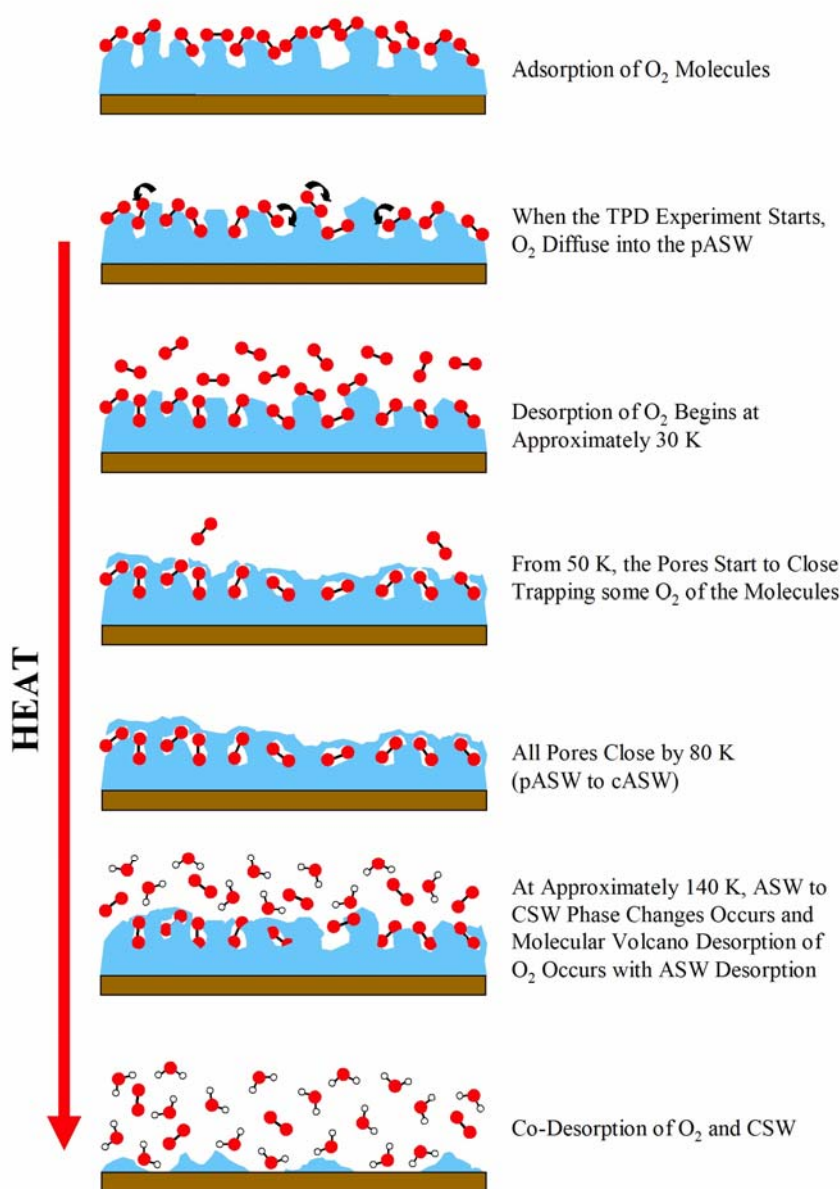 Adsorption of O₂ Molecules
When the TPD Experiment Starts,
O₂ Diffuse into the pASW
Desorption of O₂ Begins at
Approximately 30 K
From 50 K, the Pores Start to Close
Trapping some O₂ of the Molecules
HEAT
All Pores Close by 80 K
(pASW to cASW)
At Approximately 140 K, ASW to
CSW Phase Changes Occurs and
Molecular Volcano Desorption of
O₂ Occurs with ASW Desorption
Co-Desorption of O₂ and CSW